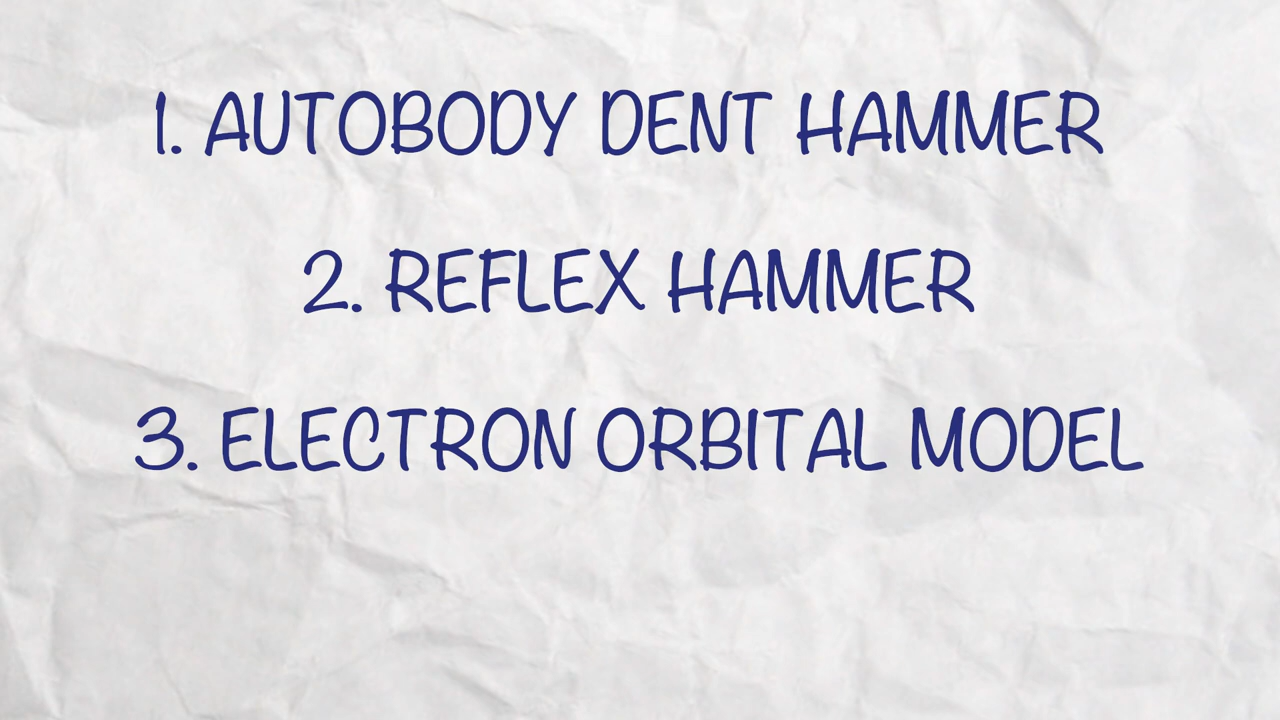 1. AUTOBODY DENT HAMMER
2. REFLEX HAMMER
3. ELECTRON ORBITAL MODEL